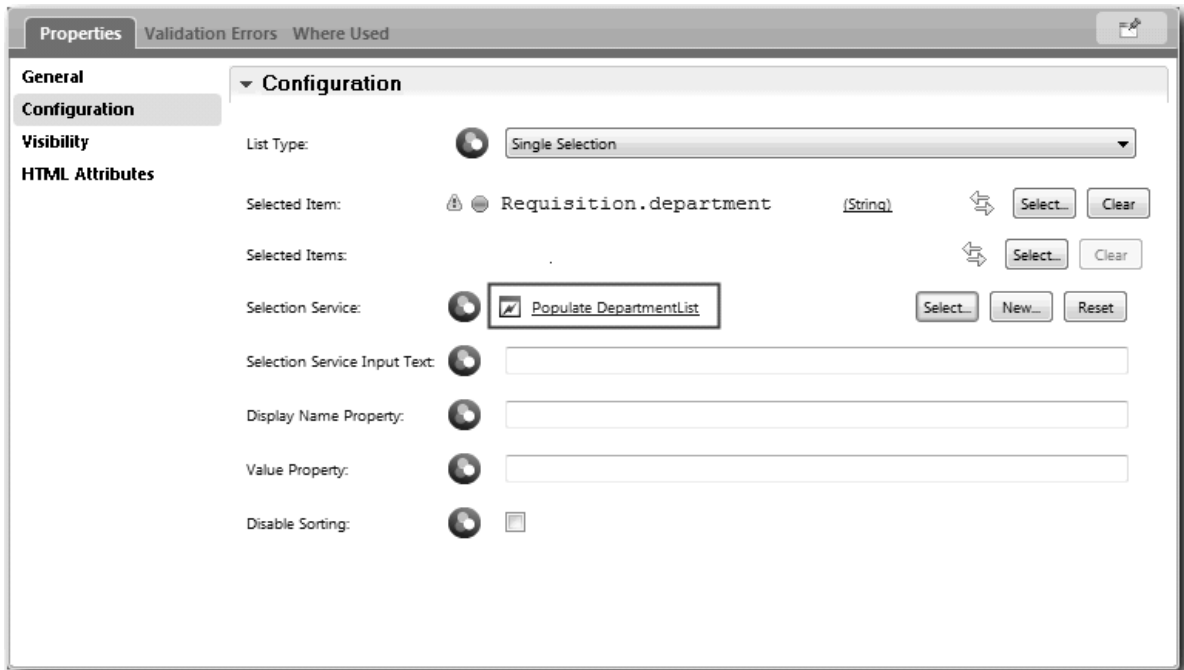 Properties Validation Errors Where Used
General
Configuration
Visibility
HTML Attributes
Configuration
List Type: Single Selection
Selected Item: Requisition.department (String) Select... Clear
Selected Items: Select... Clear
Selection Service: Populate DepartmentList Select... New... Reset
Selection Service Input Text:
Display Name Property:
Value Property:
Disable Sorting: